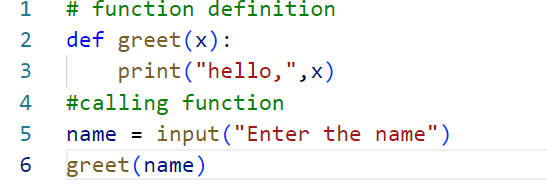 1 # function definition
2 def greet(x):
3     print("hello,",x)
4 #calling function
5 name = input("Enter the name")
6 greet(name)